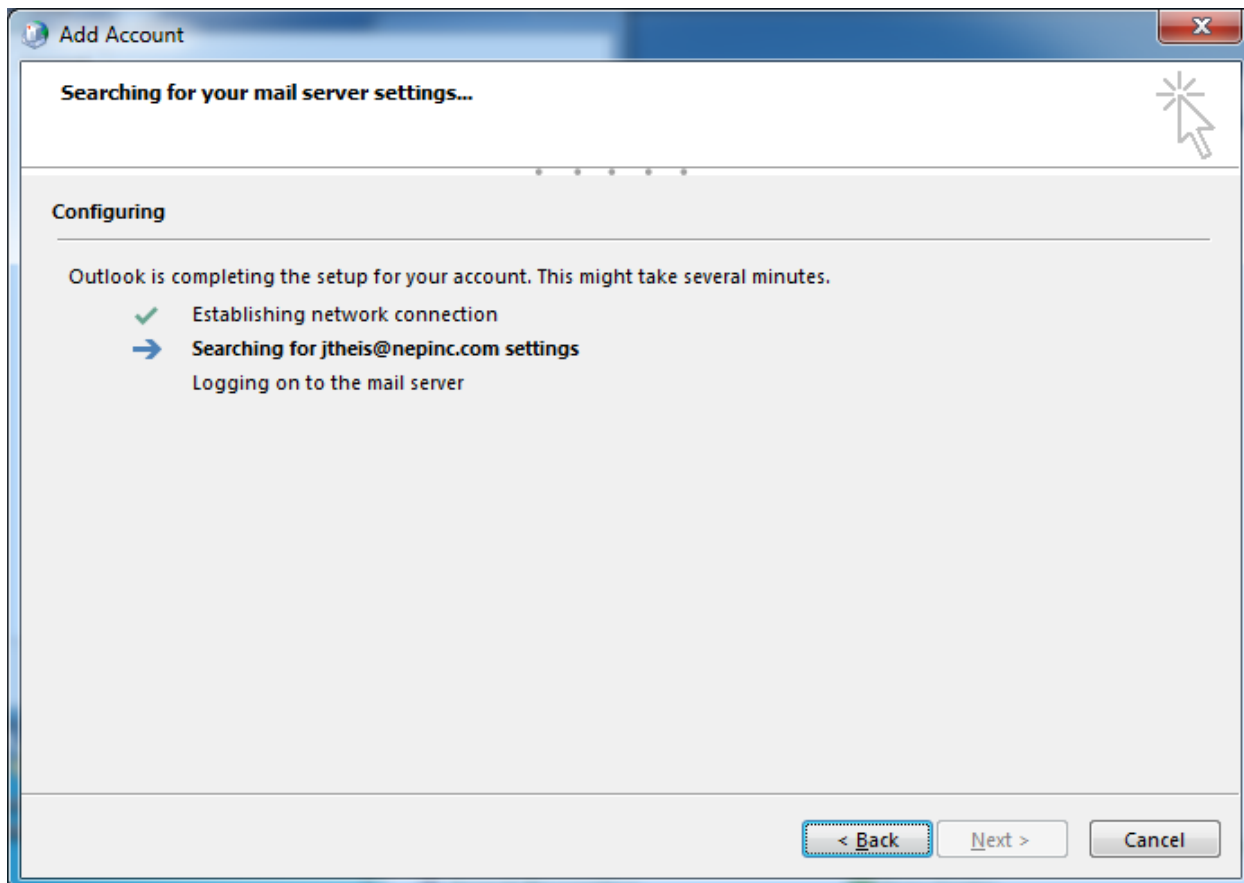 Add Account
Searching for your mail server settings...
Configuring
Outlook is completing the setup for your account. This might take several minutes.
Establishing network connection
Searching for jtheis@nepinc.com settings
Logging on to the mail server
< Back
Next >
Cancel